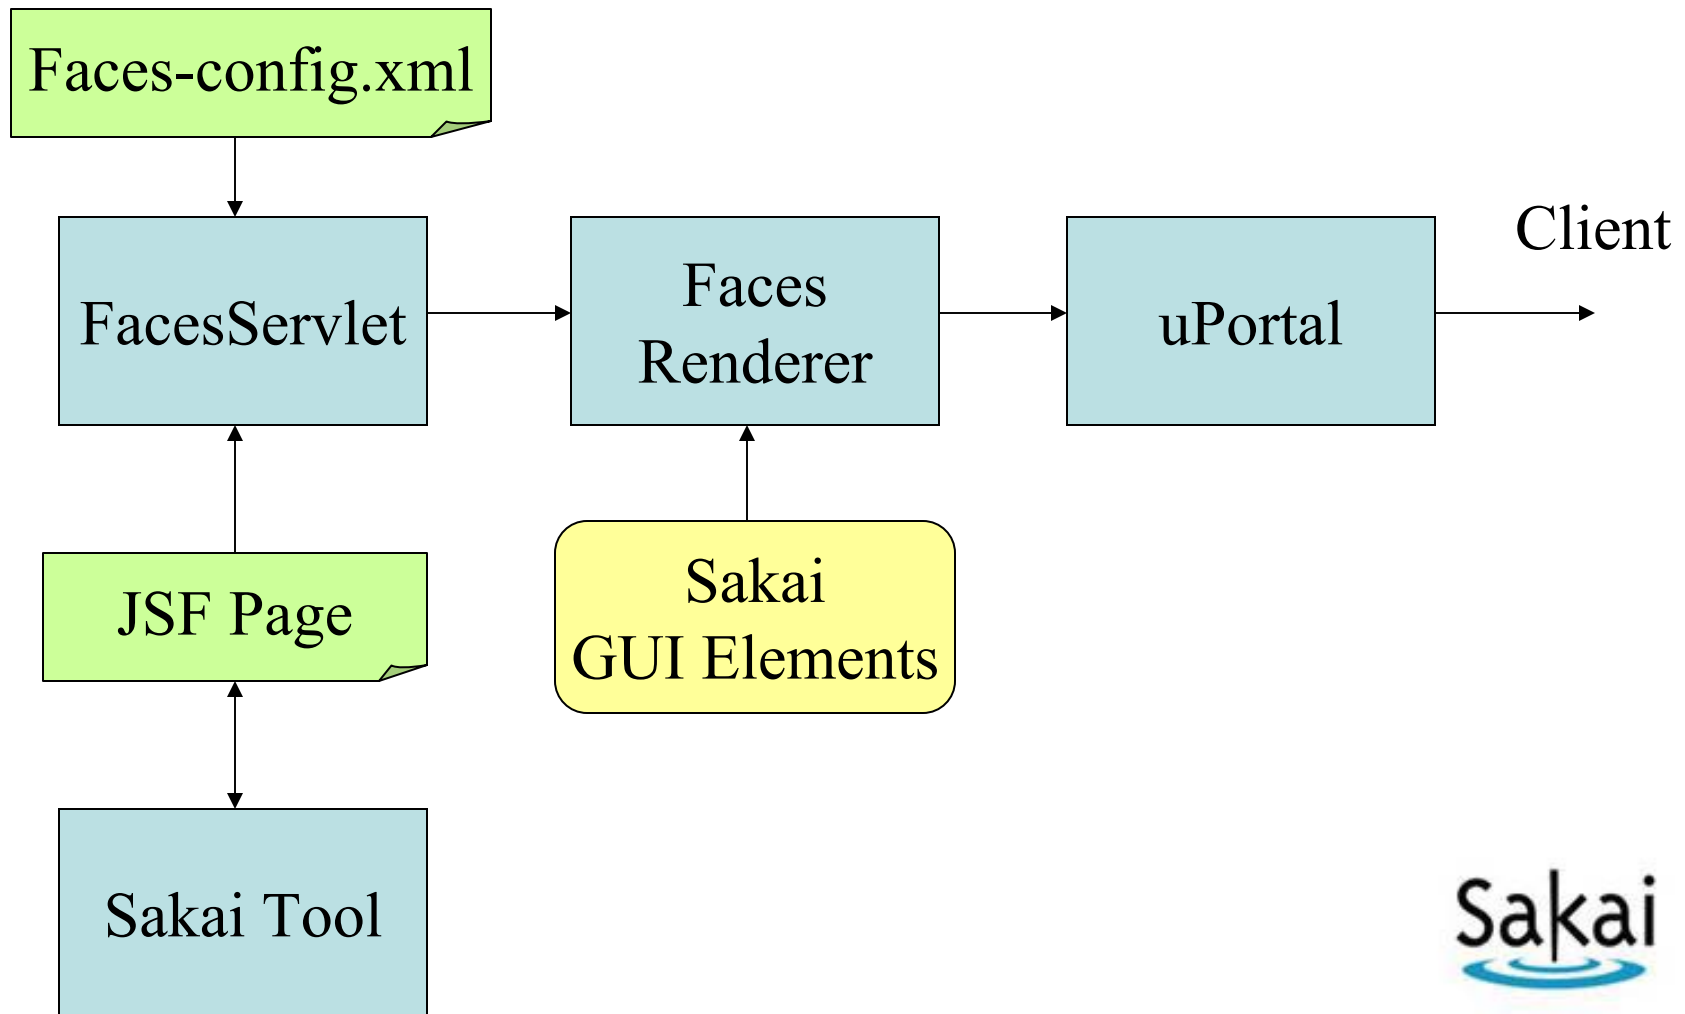 Faces-config.xml
Client
FacesServlet
Faces
Renderer
uPortal
JSF Page
Sakai
GUI Elements
Sakai Tool
Sakai